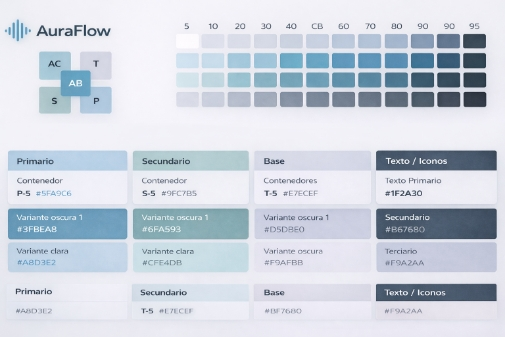 AuraFlow
5 10 20 30 40 CB 60 70 80 90 90 95
AC T
AB
S P
Primario Secundario Base Texto / Iconos
Contenedor Contenedor Contenedores Texto Primario
P-5 #5FA9C6 S-5 #9FC7B5 T-5 #E7ECEF #1F2A30
Variante oscura 1 Variante oscura 1 Variante oscura 1 Secundario
#3FBEA8 #6FA593 #D5DBE0 #B67680
Variante clara Variante clara Variante oscura Terciario
#A8D3E2 #CFE4DB #F9AFBB #F9A2AA
Primario Secundario Base Texto / Iconos
#A8D3E2 T-5 #E7ECEF #BF7680 #F9A2AA